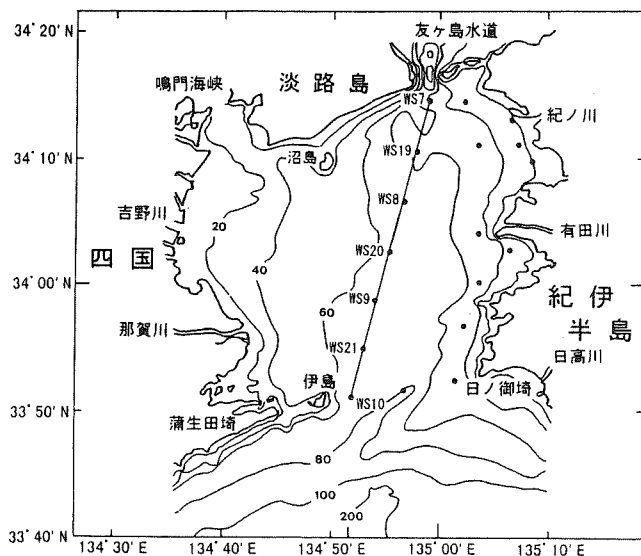 34°20' N
友ヶ島水道
鳴門海峡
淡路島
WS7
紀ノ川
34°10'
沼島
WS19
吉野川
20
WS8
有田川
四国
40
WS20
34°00'
60
WS9
紀伊
半島
那賀川
WS21
日高川
伊島
日ノ御埼
33°50'
WS10
蒲生田埼
80
100
200
33°40' N
134°30' E
134°40' E
134°50' E
135°00' E
135°10' E